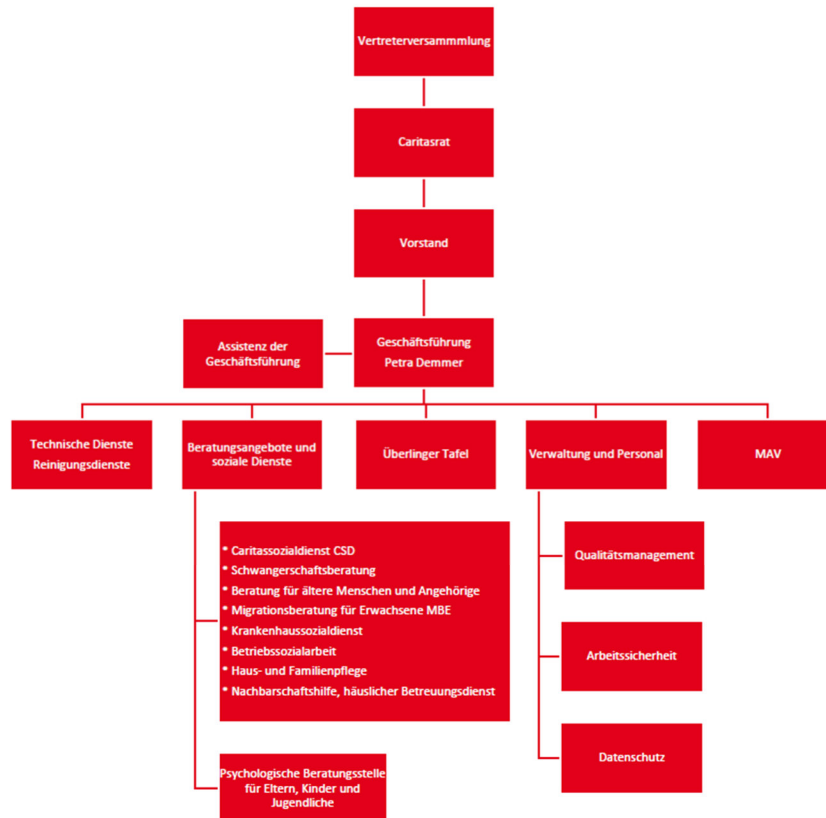 Vertreterversammmlung
Caritasrat
Vorstand
Assistenz der
Geschäftsführung
Geschäftsführung
Petra Demmer
Technische Dienste
Reinigungsdienste
Beratungsangebote und
soziale Dienste
Überlinger Tafel
Verwaltung und Personal
MAV
* Caritassozialdienst CSD
* Schwangerschaftsberatung
* Beratung für ältere Menschen und Angehörige
* Migrationsberatung für Erwachsene MBE
* Krankenhaussozialdienst
* Betriebssozialarbeit
* Haus- und Familienpflege
* Nachbarschaftshilfe, häuslicher Betreuungsdienst
Psychologische Beratungsstelle
für Eltern, Kinder und
Jugendliche
Qualitätsmanagement
Arbeitssicherheit
Datenschutz